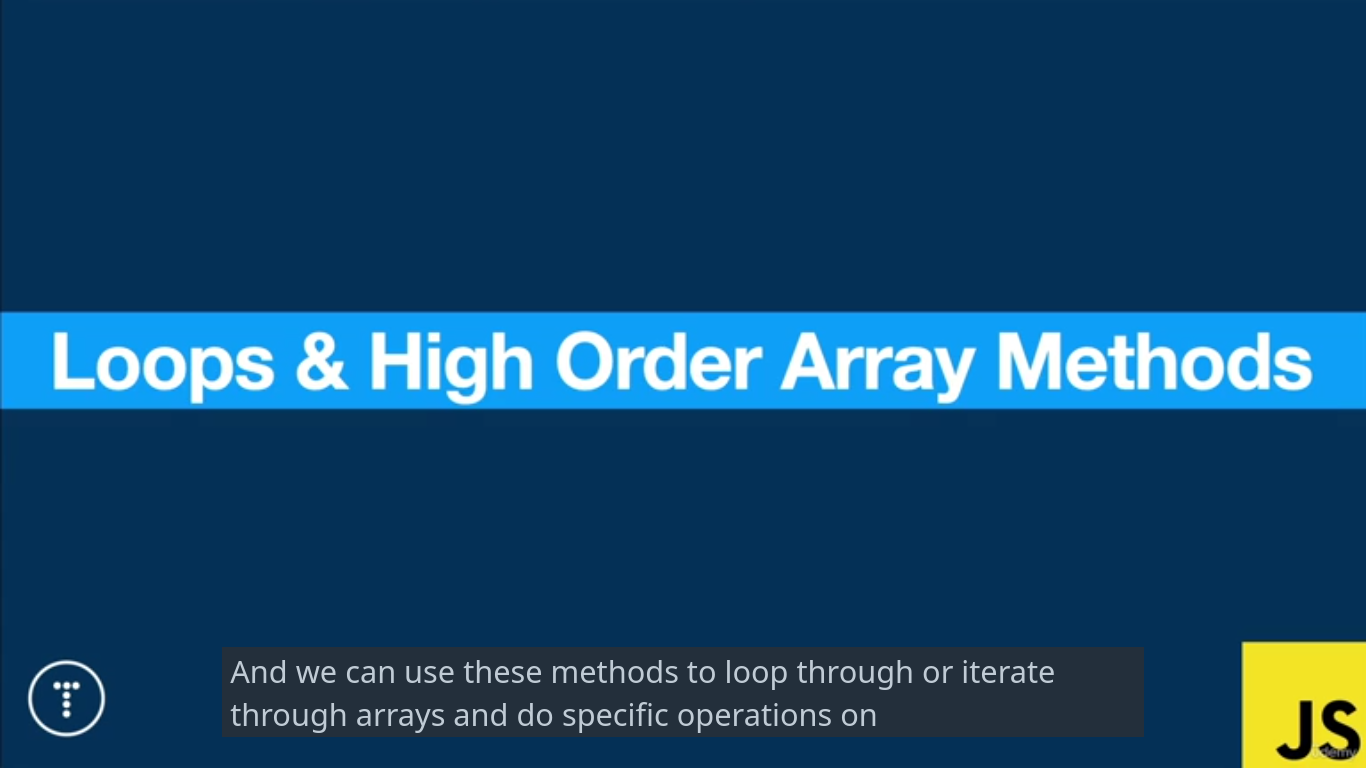 Loops & High Order Array Methods
And we can use these methods to loop through or iterate
through arrays and do specific operations on
T
JS
Udemy